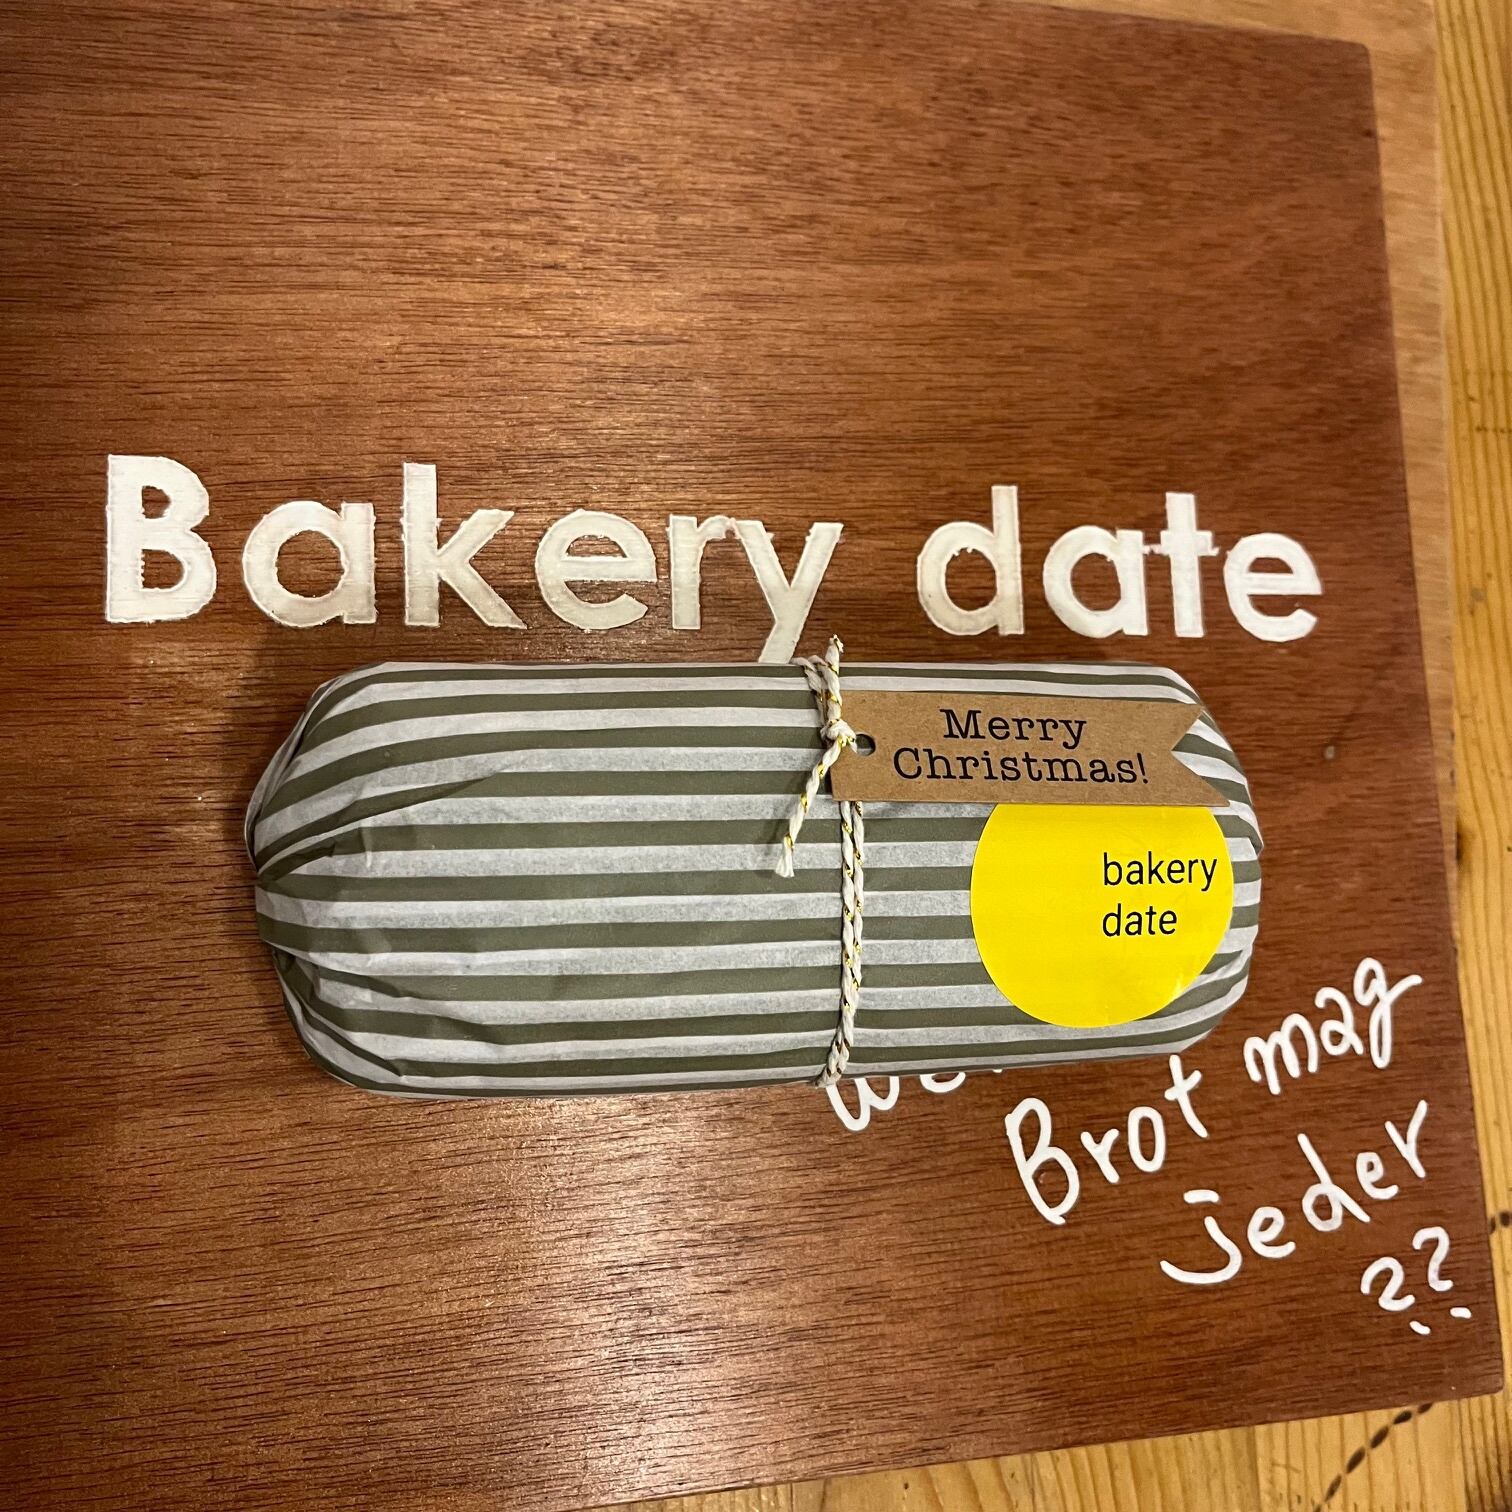 Bakery date
Merry
Christmas!
bakery
date
Brot mag
jeder
??